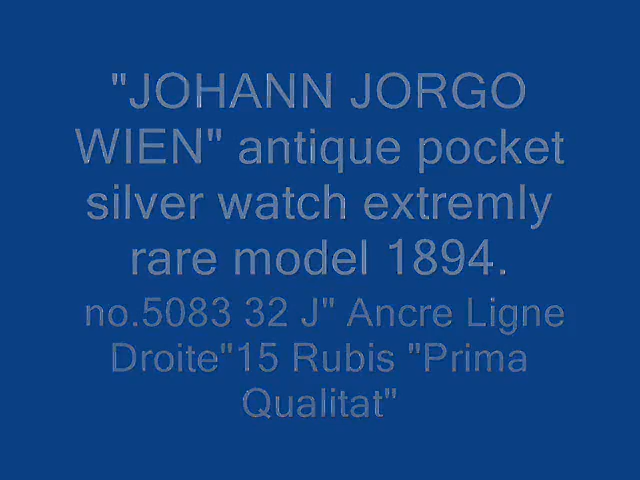 "JOHANN JORGO
WIEN" antique pocket
silver watch extremly
rare model 1894.
no.5083 32 J" Ancre Ligne
Droite"15 Rubis "Prima
Qualitat"